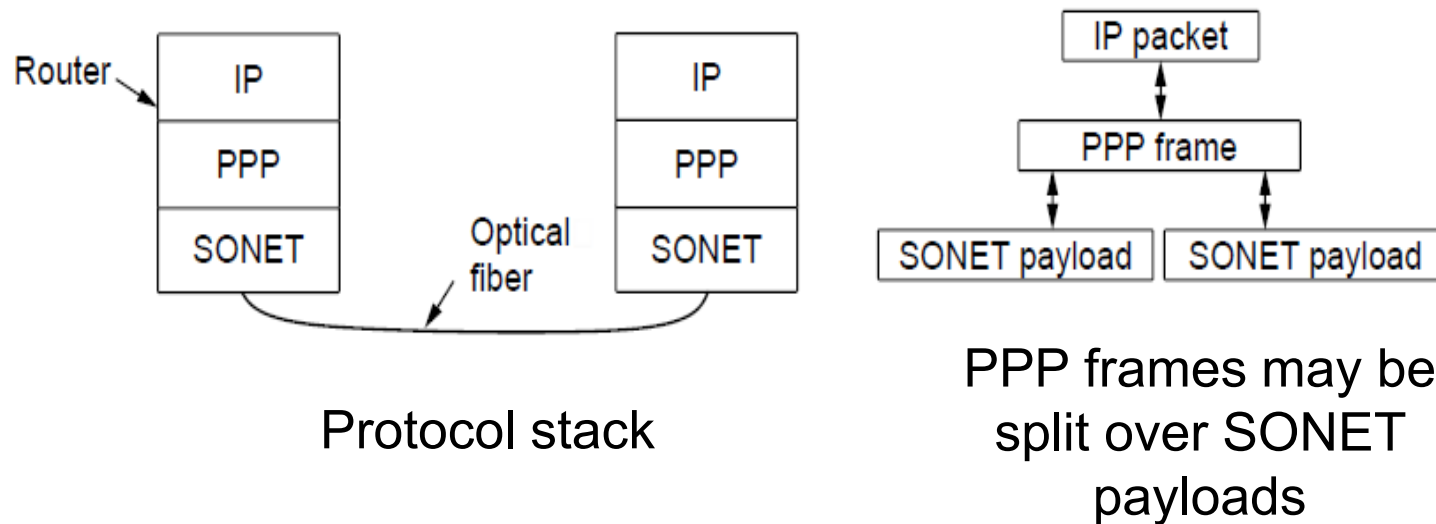 Router
IP
PPP
SONET
Optical
fiber
IP
PPP
SONET
Protocol stack
IP packet
PPP frame
SONET payload
SONET payload
PPP frames may be
split over SONET
payloads